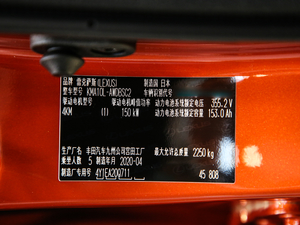 品牌 雷克萨斯(LEXUS) 制造国 日本
整车型号 KMA10L-AWDBSC2 车辆识别代号
驱动电机型号 驱动电机峰值功率 动力电池系统额定电压 355.2V
4KM (1) 150 kW 动力电池系统额定容量 153.0Ah
生产厂名 丰田汽车九州公司宫田工厂 最大允许总质量 2250kg
乘坐人数 5 制造年月 2020-04
制造厂专用号 45 808